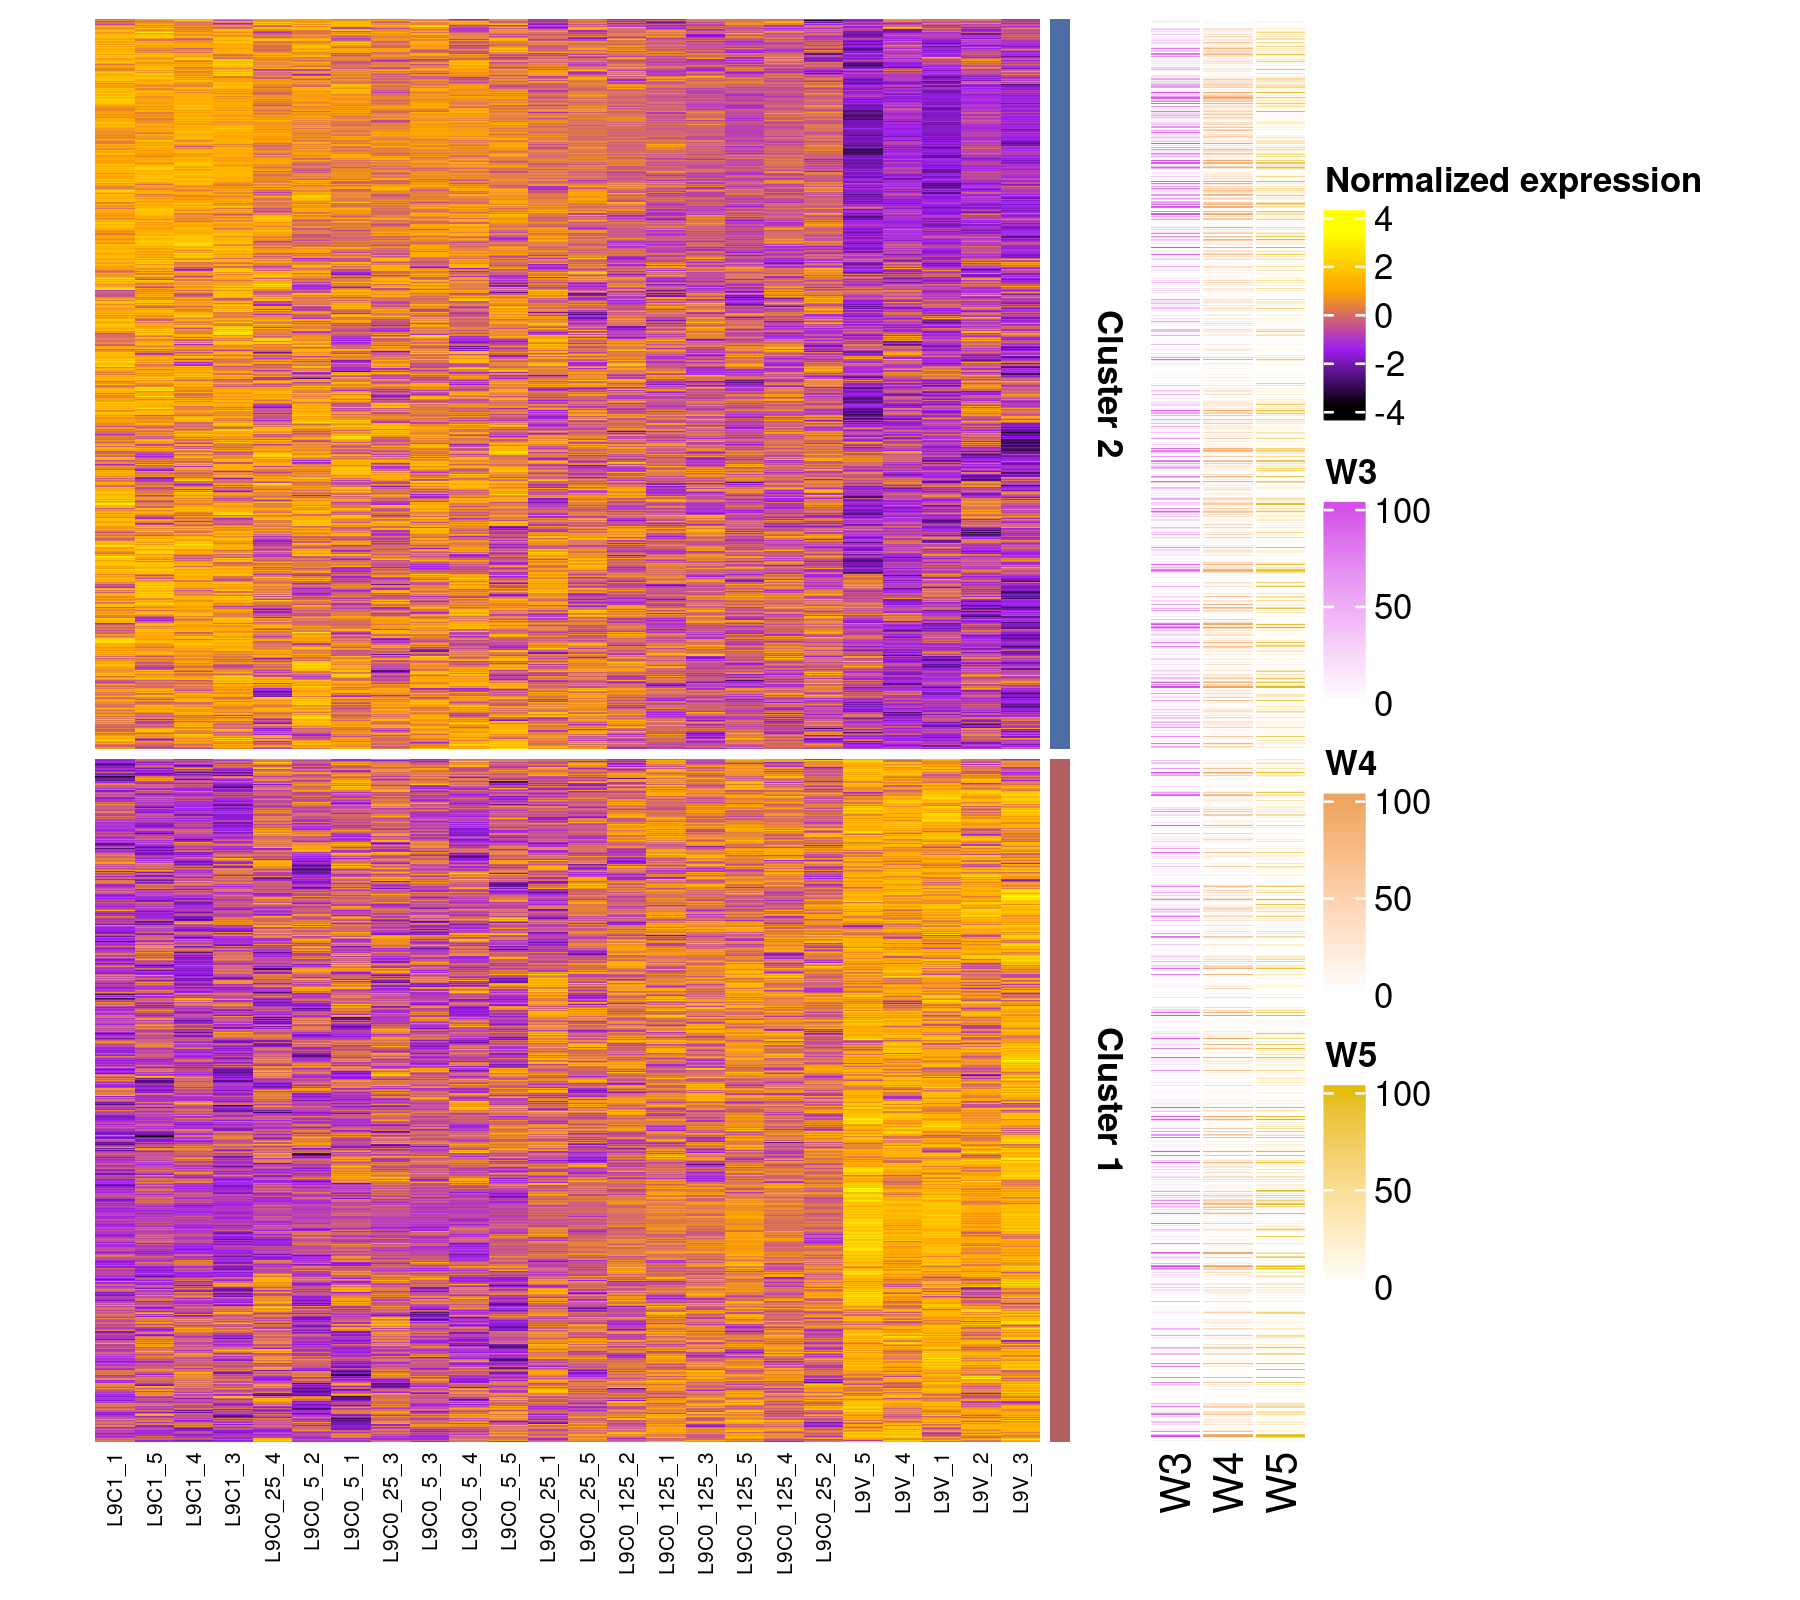 Cluster 2
Cluster 1
L9C1_1
L9C1_5
L9C1_4
L9C1_3
L9C0_25_4
L9C0_5_2
L9C0_5_1
L9C0_25_3
L9C0_5_3
L9C0_5_4
L9C0_5_5
L9C0_25_1
L9C0_25_5
L9C0_125_2
L9C0_125_1
L9C0_125_3
L9C0_125_5
L9C0_125_4
L9C0_25_2
L9V_5
L9V_4
L9V_1
L9V_2
L9V_3
W3
W4
W5
Normalized expression
4
2
0
-2
-4
W3
100
50
0
W4
100
50
0
W5
100
50
0